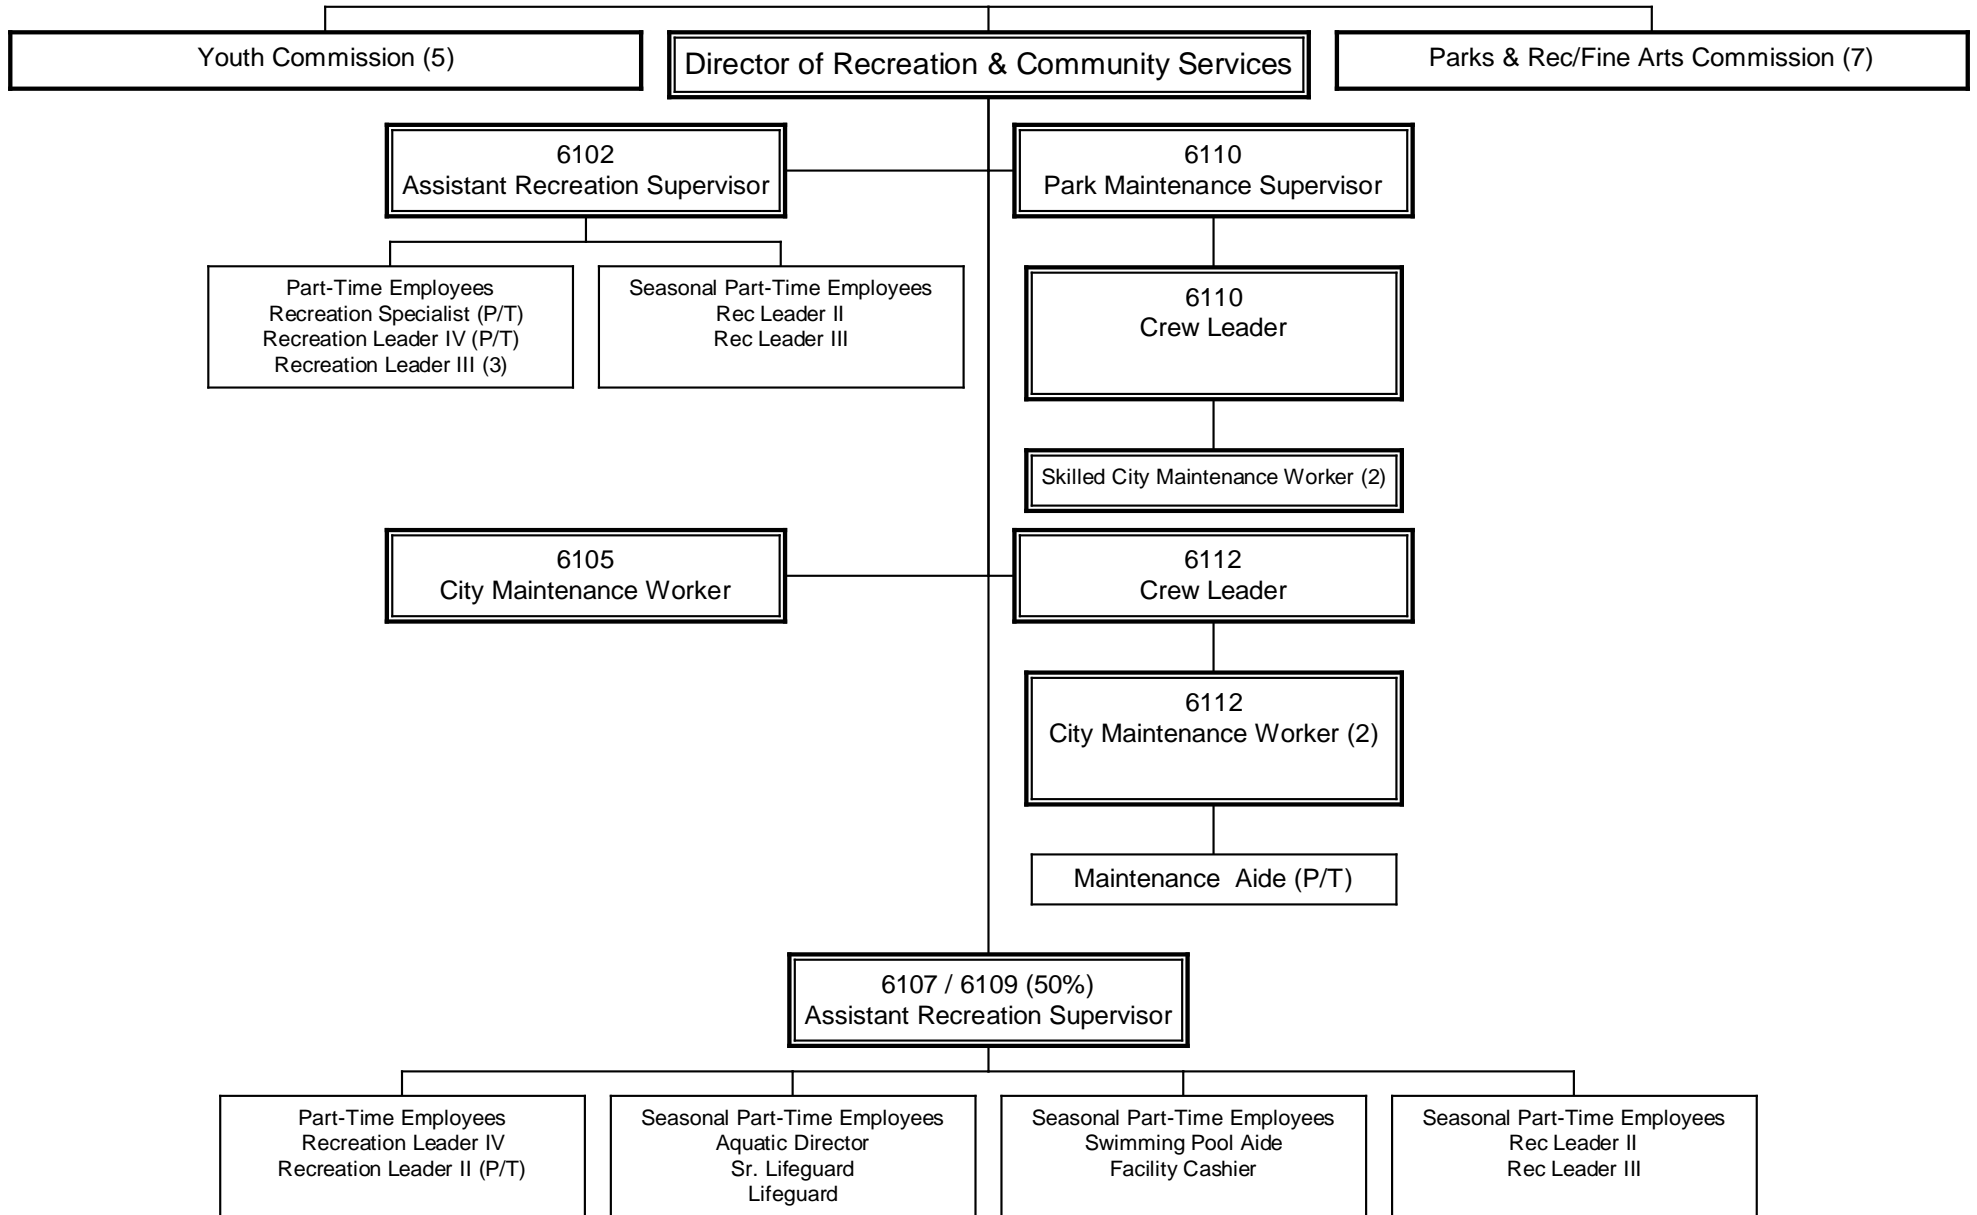 Youth Commission (5)
Director of Recreation & Community Services
Parks & Rec/Fine Arts Commission (7)
6102
Assistant Recreation Supervisor
6110
Park Maintenance Supervisor
Part-Time Employees
Recreation Specialist (P/T)
Recreation Leader IV (P/T)
Recreation Leader III (3)
Seasonal Part-Time Employees
Rec Leader II
Rec Leader III
6110
Crew Leader
Skilled City Maintenance Worker (2)
6105
City Maintenance Worker
6112
Crew Leader
6112
City Maintenance Worker (2)
Maintenance Aide (P/T)
6107 / 6109 (50%)
Assistant Recreation Supervisor
Part-Time Employees
Recreation Leader IV
Recreation Leader II (P/T)
Seasonal Part-Time Employees
Aquatic Director
Sr. Lifeguard
Lifeguard
Seasonal Part-Time Employees
Swimming Pool Aide
Facility Cashier
Seasonal Part-Time Employees
Rec Leader II
Rec Leader III